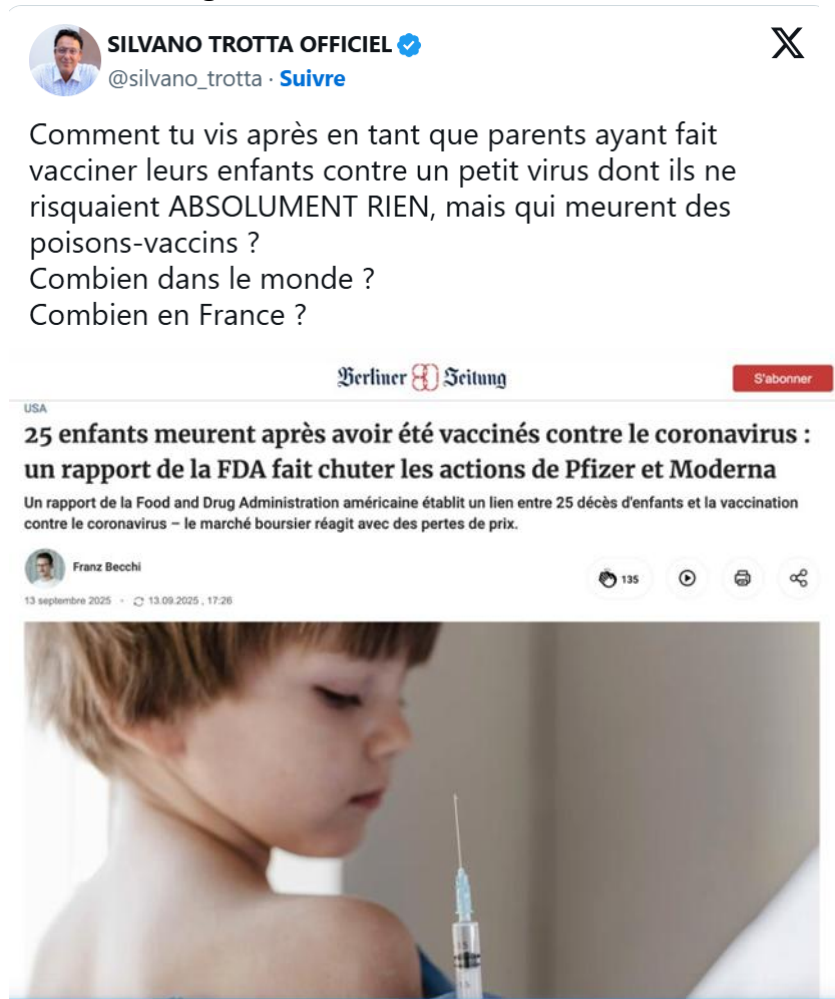 SILVANO TROTTA OFFICIEL
@silvano_trotta · Suivre
Comment tu vis après en tant que parents ayant fait
vacciner leurs enfants contre un petit virus dont ils ne
risquaient ABSOLUMENT RIEN, mais qui meurent des
poisons-vaccins ?
Combien dans le monde ?
Combien en France ?
Berliner Zeitung
S'abonner
USA
25 enfants meurent après avoir été vaccinés contre le coronavirus :
un rapport de la FDA fait chuter les actions de Pfizer et Moderna
Un rapport de la Food and Drug Administration américaine établit un lien entre 25 décès d'enfants et la vaccination
contre le coronavirus – le marché boursier réagit avec des pertes de prix.
Franz Becchi
135
13 septembre 2025 · 13.09.2025, 17:26